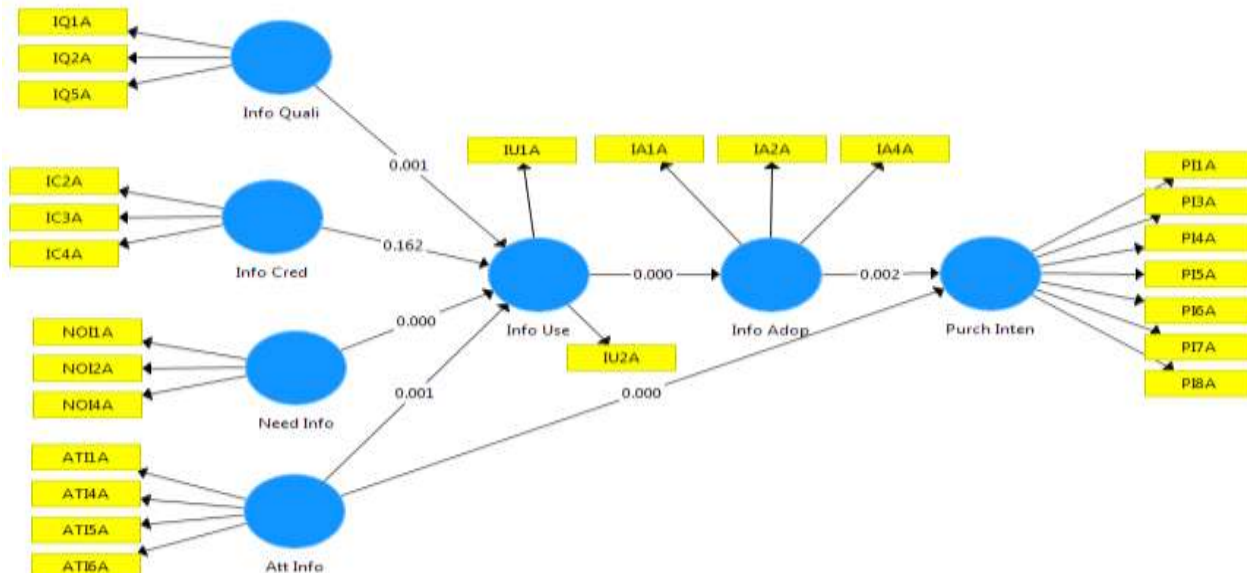 IQ1A
IQ2A
IQ5A
Info Quali
0.001
IC2A
IC3A
IC4A
Info Cred
0.162
NOI1A
NOI2A
NOI4A
Need Info
0.000
ATI1A
ATI4A
ATI5A
ATI6A
Att Info
0.001
0.000
IU1A
Info Use
IU2A
0.000
IA1A
IA2A
IA4A
Info Adop
0.002
Purch Inten
PI1A
PI3A
PI4A
PI5A
PI6A
PI7A
PI8A